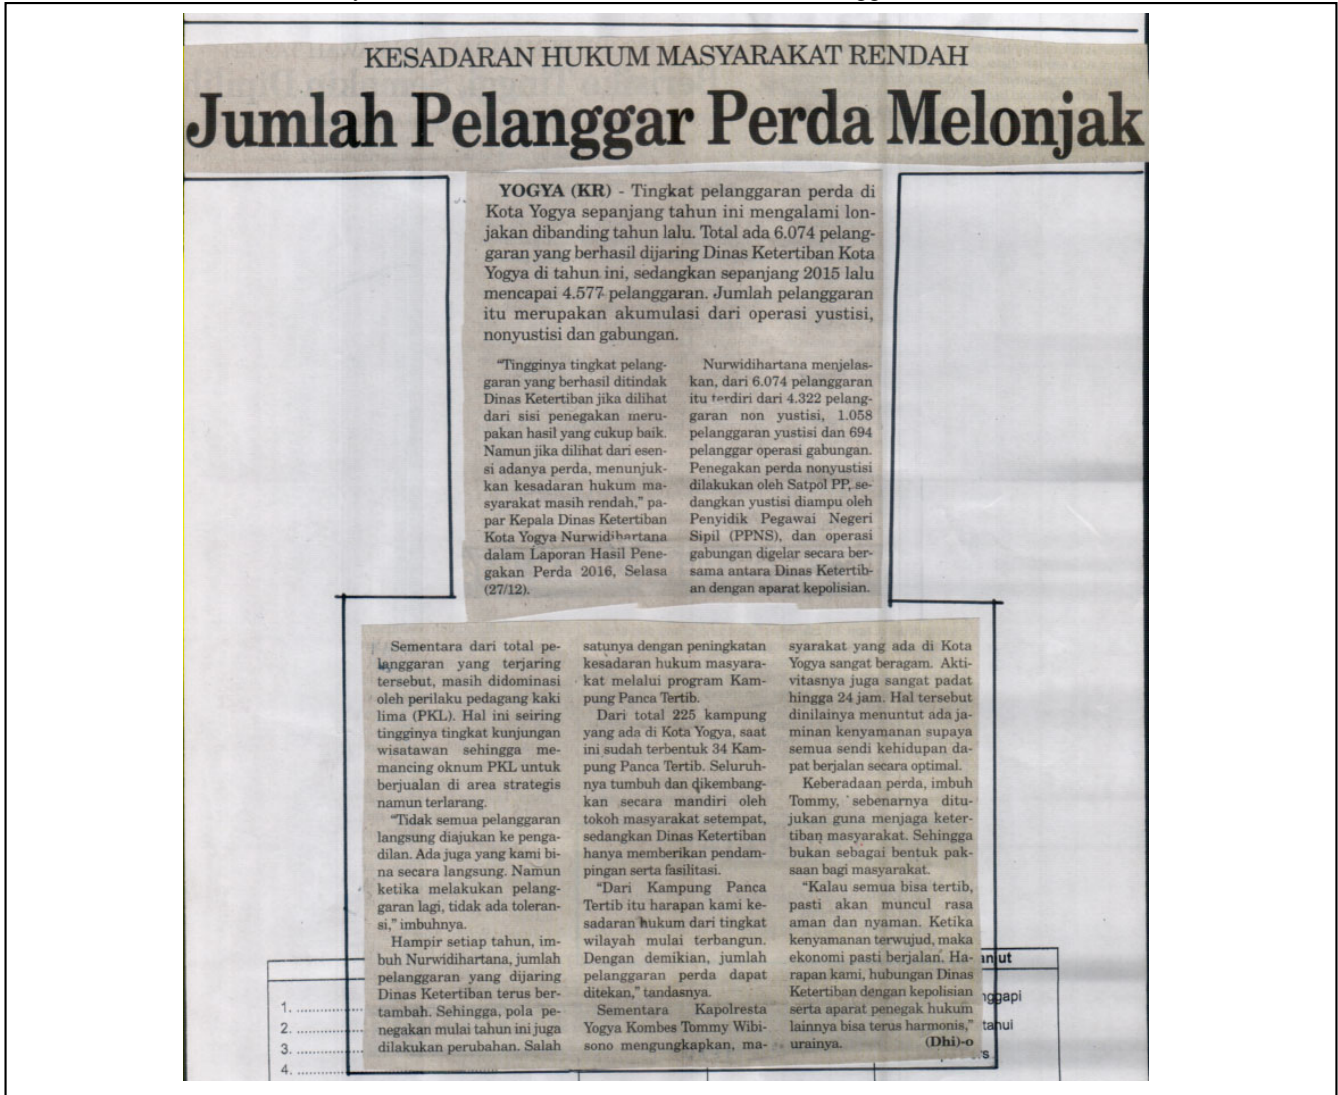 KESADARAN HUKUM MASYARAKAT RENDAH
Jumlah Pelanggar Perda Melonjak
YOGYA (KR) - Tingkat pelanggaran perda di
Kota Yogya sepanjang tahun ini mengalami lon-
jakan dibanding tahun lalu. Total ada 6.074 pelang-
garan yang berhasil dijaring Dinas Ketertiban Kota
Yogya di tahun ini, sedangkan sepanjang 2015 lalu
mencapai 4.577 pelanggaran. Jumlah pelanggaran
itu merupakan akumulasi dari operasi yustisi,
nonyustisi dan gabungan.
"Tingginya tingkat pelang-
garan yang berhasil ditindak
Dinas Ketertiban jika dilihat
dari sisi penegakan meru-
pakan hasil yang cukup baik.
Namun jika dilihat dari esen-
si adanya perda, menunjuk-
kan kesadaran hukum ma-
syarakat masih rendah," pa-
par Kepala Dinas Ketertiban
Kota Yogya Nurwidihartana
dalam Laporan Hasil Pene-
gakan Perda 2016, Selasa
(27/12).
Nurwidihartana menjelas-
kan, dari 6.074 pelanggaran
itu terdiri dari 4.322 pelang-
garan non yustisi, 1.058
pelanggaran yustisi dan 694
pelanggar operasi gabungan.
Penegakan perda nonyustisi
dilakukan oleh Satpol PP, se-
dangkan yustisi diampu oleh
Penyidik Pegawai Negeri
Sipil (PPNS), dan operasi
gabungan digelar secara ber-
sama antara Dinas Ketertib-
an dengan aparat kepolisian.
Sementara dari total pe-
langgaran yang terjaring
tersebut, masih didominasi
oleh perilaku pedagang kaki
lima (PKL). Hal ini seiring
tingginya tingkat kunjungan
wisatawan sehingga me-
mancing oknum PKL untuk
berjualan di area strategis
namun terlarang.
"Tidak semua pelanggaran
langsung diajukan ke penga-
dilan. Ada juga yang kami bi-
na secara langsung. Namun
ketika melakukan pelang-
garan lagi, tidak ada toleran-
si," imbuhnya.
Hampir setiap tahun, im-
buh Nurwidihartana, jumlah
pelanggaran yang dijaring
Dinas Ketertiban terus ber-
tambah. Sehingga, pola pe-
negakan mulai tahun ini juga
dilakukan perubahan. Salah
satunya dengan peningkatan
kesadaran hukum masyara-
kat melalui program Kam-
pung Panca Tertib.
Dari total 225 kampung
yang ada di Kota Yogya, saat
ini sudah terbentuk 34 Kam-
pung Panca Tertib. Seluruh-
nya tumbuh dan dikembang-
kan secara mandiri oleh
tokoh masyarakat setempat,
sedangkan Dinas Ketertiban
hanya memberikan pendam-
pingan serta fasilitasi.
"Dari Kampung Panca
Tertib itu harapan kami ke-
sadaran hukum dari tingkat
wilayah mulai terbangun.
Dengan demikian, jumlah
pelanggaran perda dapat
ditekan," tandasnya.
Sementara Kapolresta
Yogya Kombes Tommy Wibi-
sono mengungkapkan, ma-
syarakat yang ada di Kota
Yogya sangat beragam. Akti-
vitasnya juga sangat padat
hingga 24 jam. Hal tersebut
dinilainya menuntut ada ja-
minan kenyamanan supaya
semua sendi kehidupan da-
pat berjalan secara optimal.
Keberadaan perda, imbuh
Tommy, sebenarnya ditu-
jukan guna menjaga keter-
tiban masyarakat. Sehingga
bukan sebagai bentuk pak-
saan bagi masyarakat.
"Kalau semua bisa tertib,
pasti akan muncul rasa
aman dan nyaman. Ketika
kenyamanan terwujud, maka
ekonomi pasti berjalan. Ha-
rapan kami, hubungan Dinas
Ketertiban dengan kepolisian
serta aparat penegak hukum
lainnya bisa terus harmonis,"
urainya. (Dhi)-o
1. ....................
2. ....................
3. ....................
4. ....................